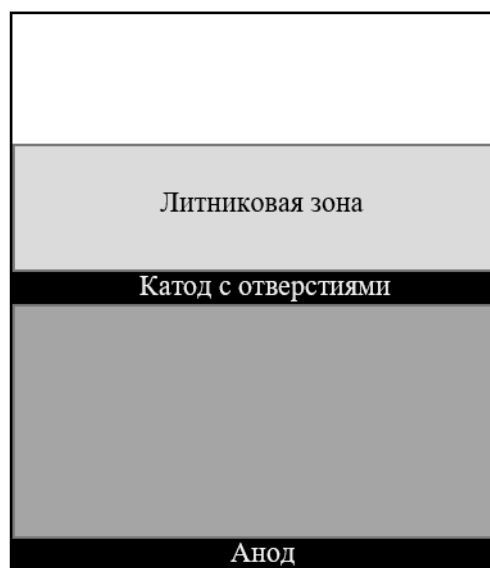 Литниковая зона
Катод с отверстиями
Анод